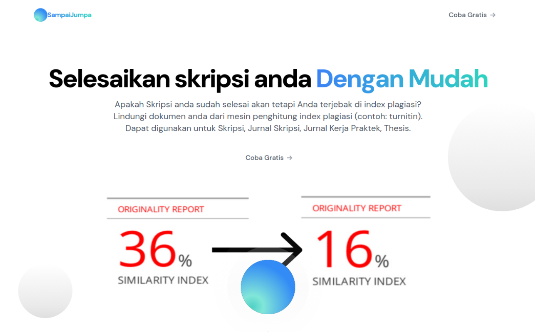 SampaiJumpa
Coba Gratis →
Selesaikan skripsi anda Dengan Mudah
Apakah Skripsi anda sudah selesai akan tetapi Anda terjebak di index plagiasi?
Lindungi dokumen anda dari mesin penghitung index plagiasi (contoh: turnitin).
Dapat digunakan untuk Skripsi, Jurnal Skripsi, Jurnal Kerja Praktek, Thesis.
Coba Gratis →
ORIGINALITY REPORT
36%
SIMILARITY INDEX
ORIGINALITY REPORT
16%
SIMILARITY INDEX